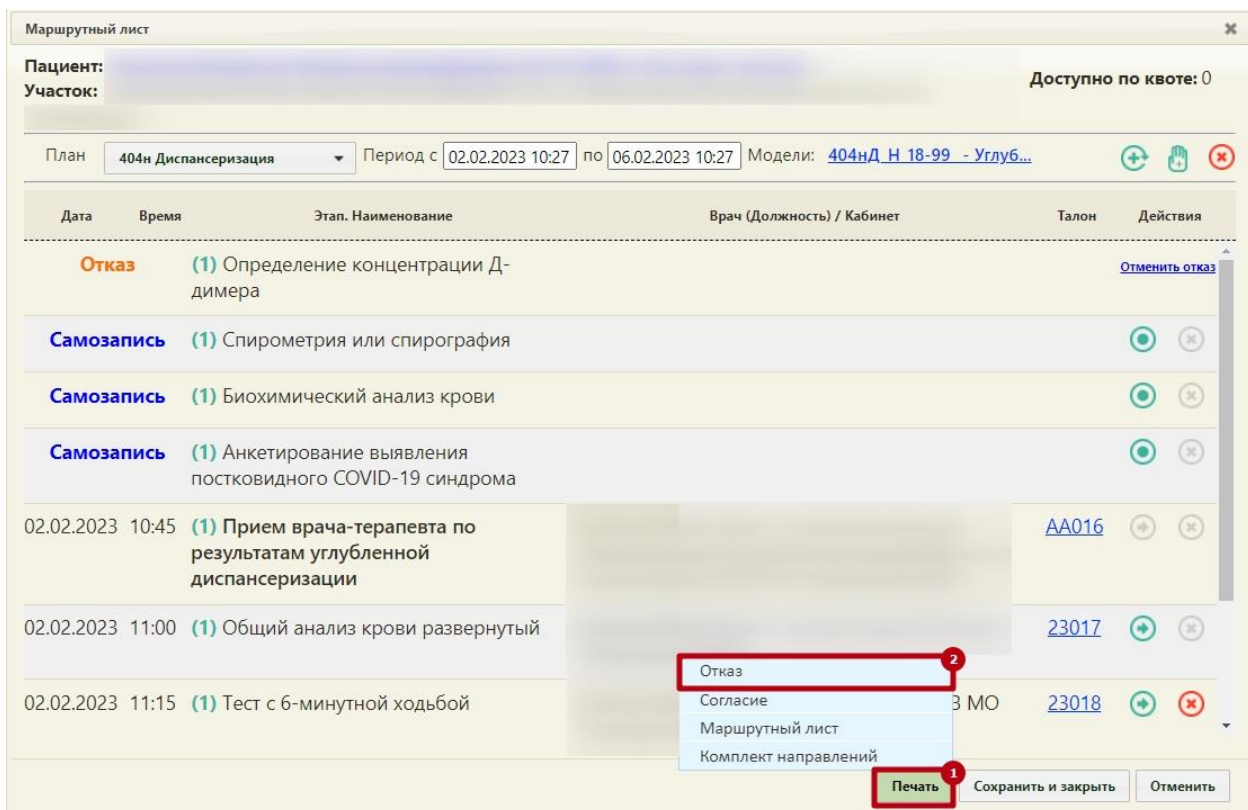 Маршрутный лист
Пациент:
Участок:
Доступно по квоте: 0
План 404н Диспансеризация Период с 02.02.2023 10:27 по 06.02.2023 10:27 Модели: 404нД_Н_18-99_ - Углуб...
Дата Время Этап. Наименование Врач (Должность) / Кабинет Талон Действия
Отказ (1) Определение концентрации Д- Отменить отказ
димера
Самозапись (1) Спирометрия или спирография
Самозапись (1) Биохимический анализ крови
Самозапись (1) Анкетирование выявления
постковидного COVID-19 синдрома
02.02.2023 10:45 (1) Прием врача-терапевта по AA016
результатам углубленной
диспансеризации
02.02.2023 11:00 (1) Общий анализ крови развернутый 23017
2
Отказ
02.02.2023 11:15 (1) Тест с 6-минутной ходьбой Согласие МО 23018
Маршрутный лист
Комплект направлений
1
Печать Сохранить и закрыть Отменить